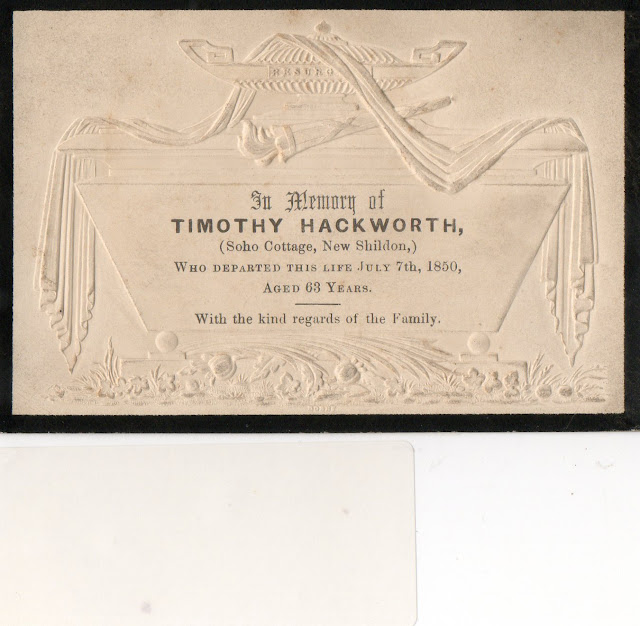 RESURGO
In Memory of
TIMOTHY HACKWORTH,
(Soho Cottage, New Shildon,)
WHO DEPARTED THIS LIFE JULY 7th, 1850,
AGED 63 YEARS.
With the kind regards of the Family.